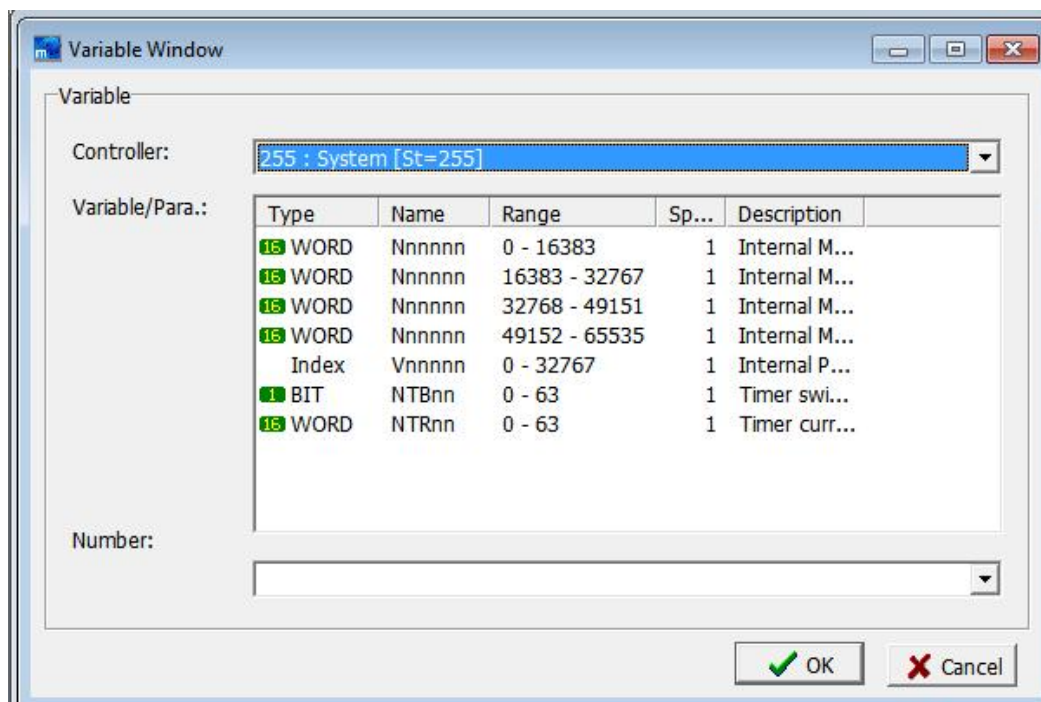 Variable Window
Variable
Controller: 255 : System [St=255]
Variable/Para.: Type Name Range Sp... Description
16 WORD Nnnnnn 0 - 16383 1 Internal M...
16 WORD Nnnnnn 16383 - 32767 1 Internal M...
16 WORD Nnnnnn 32768 - 49151 1 Internal M...
16 WORD Nnnnnn 49152 - 65535 1 Internal M...
Index Vnnnnn 0 - 32767 1 Internal P...
1 BIT NTBnn 0 - 63 1 Timer swi...
16 WORD NTRnn 0 - 63 1 Timer curr...
Number:
OK Cancel